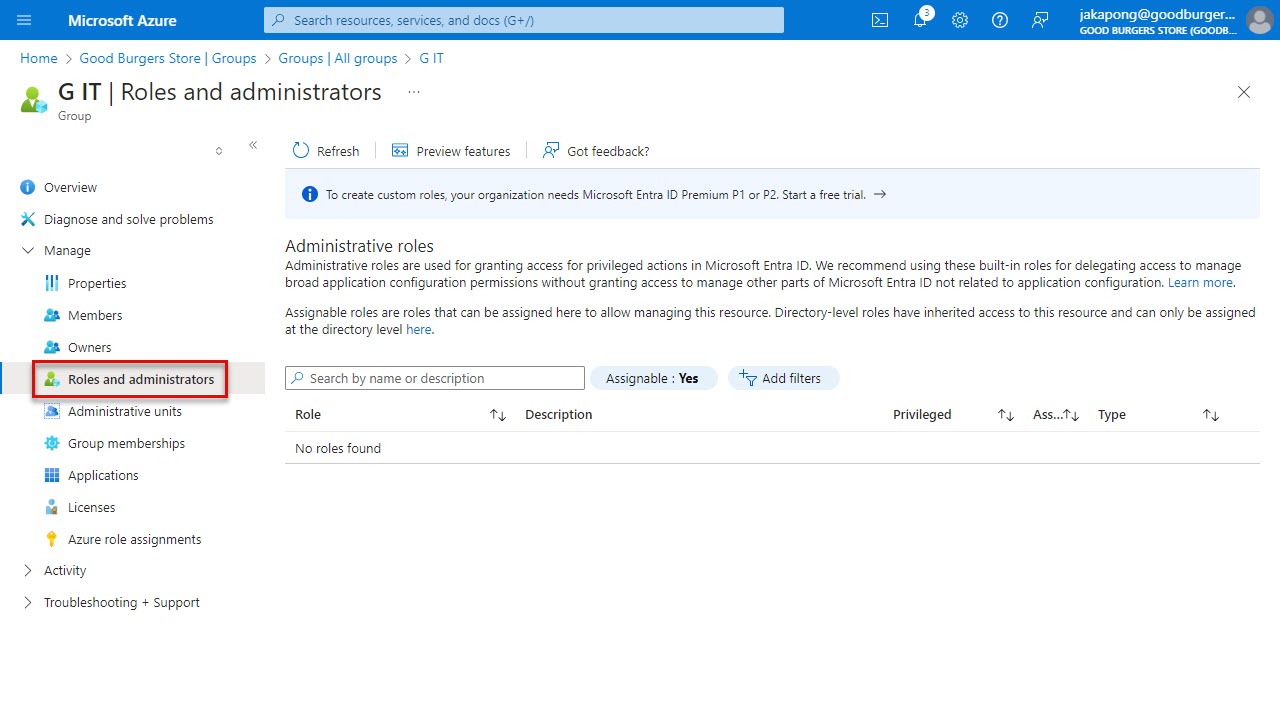 Microsoft Azure
Search resources, services, and docs (G+/)
3
jakapong@goodburger...
GOOD BURGERS STORE (GOODB...
Home > Good Burgers Store | Groups > Groups | All groups > G IT
G IT | Roles and administrators ...
Group
Refresh
Preview features
Got feedback?
To create custom roles, your organization needs Microsoft Entra ID Premium P1 or P2. Start a free trial. →
Overview
Diagnose and solve problems
Manage
Properties
Members
Owners
Roles and administrators
Administrative units
Group memberships
Applications
Licenses
Azure role assignments
Activity
Troubleshooting + Support
Administrative roles
Administrative roles are used for granting access for privileged actions in Microsoft Entra ID. We recommend using these built-in roles for delegating access to manage
broad application configuration permissions without granting access to manage other parts of Microsoft Entra ID not related to application configuration. Learn more.
Assignable roles are roles that can be assigned here to allow managing this resource. Directory-level roles have inherited access to this resource and can only be assigned
at the directory level here.
Search by name or description
Assignable : Yes
Add filters
Role Description Privileged Ass... Type
No roles found